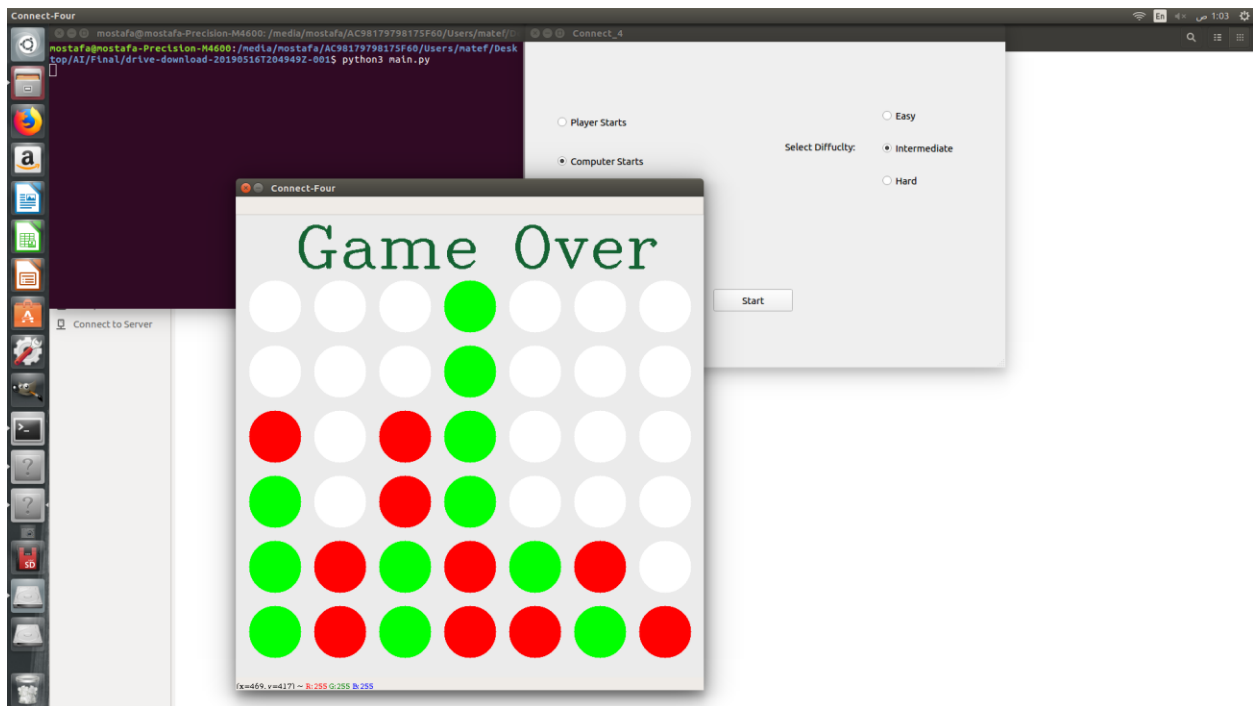 Connect-Four
En
1:03 ص
mostafa@mostafa-Precision-M4600: /media/mostafa/AC98179798175F60/Users/matef/D
Connect_4
mostafa@mostafa-Precision-M4600:/media/mostafa/AC98179798175F60/Users/matef/Desk
top/AI/Final/drive-download-20190516T204949Z-001$ python3 main.py
Player Starts
Computer Starts
Select Diffuclty:
Easy
Intermediate
Hard
Start
Connect to Server
Connect-Four
Game Over
(x=469, y=417) ~ R:255 G:255 B:255